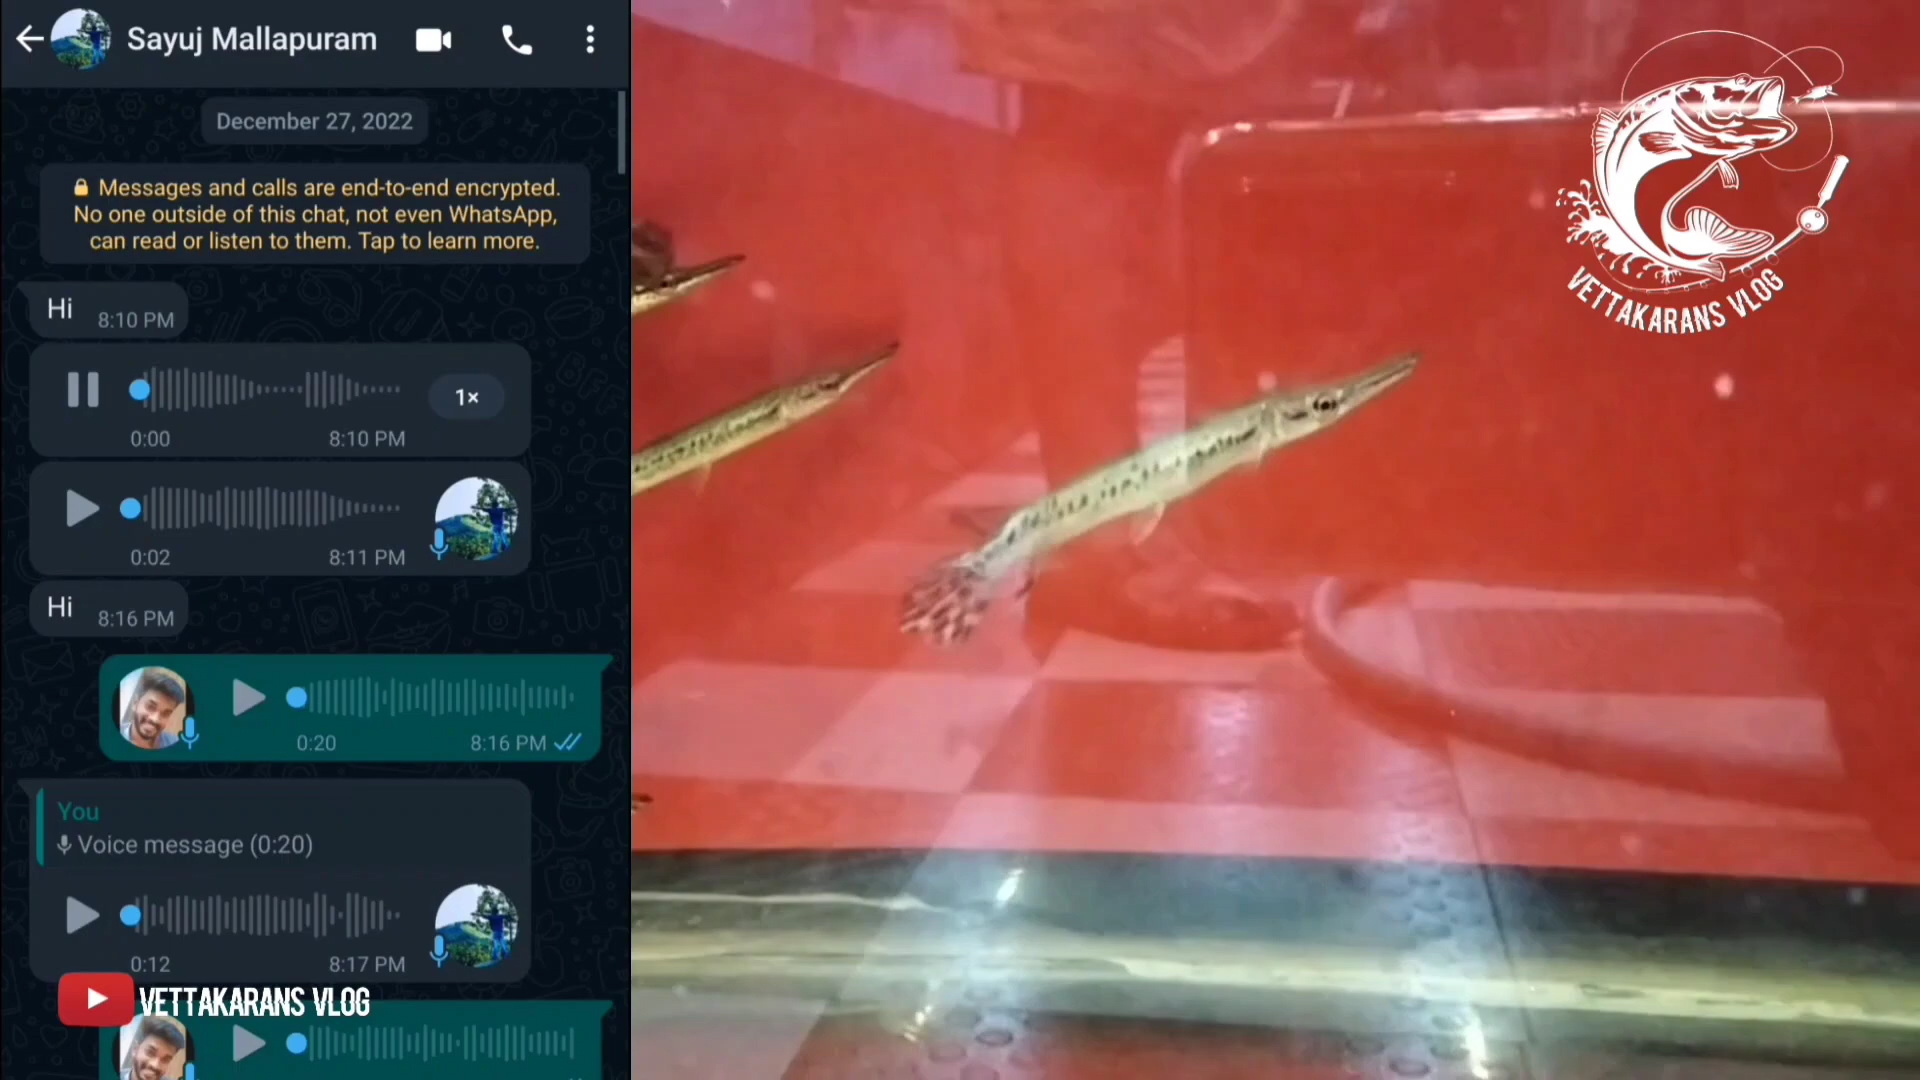 Sayuj Mallapuram
December 27, 2022
Messages and calls are end-to-end encrypted.
No one outside of this chat, not even WhatsApp,
can read or listen to them. Tap to learn more.
Hi 8:10 PM
1×
0:00 8:10 PM
0:02 8:11 PM
Hi 8:16 PM
0:20 8:16 PM
You
Voice message (0:20)
0:12 8:17 PM
VETTAKARANS VLOG
VETTAKARANS VLOG